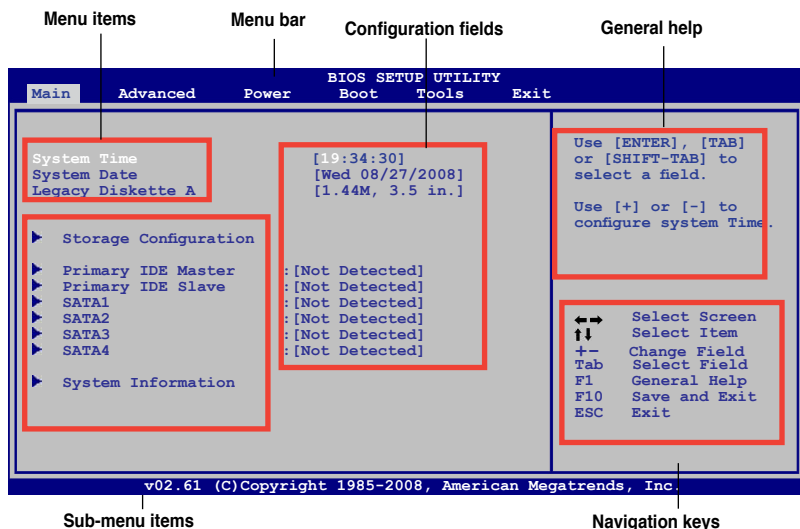 Menu items
Menu bar
Configuration fields
General help
BIOS SETUP UTILITY
Main Advanced Power Boot Tools Exit
System Time [19:34:30]
System Date [Wed 08/27/2008]
Legacy Diskette A [1.44M, 3.5 in.]
Storage Configuration
Primary IDE Master :[Not Detected]
Primary IDE Slave :[Not Detected]
SATA1 :[Not Detected]
SATA2 :[Not Detected]
SATA3 :[Not Detected]
SATA4 :[Not Detected]
System Information
Use [ENTER], [TAB]
or [SHIFT-TAB] to
select a field.
Use [+] or [-] to
configure system Time.
←→ Select Screen
↑↓ Select Item
+- Change Field
Tab Select Field
F1 General Help
F10 Save and Exit
ESC Exit
v02.61 (C)Copyright 1985-2008, American Megatrends, Inc.
Sub-menu items
Navigation keys